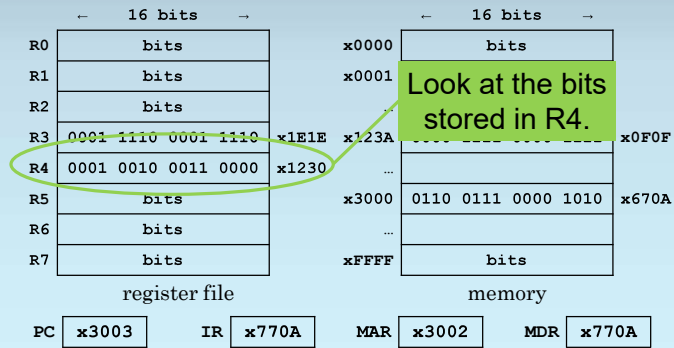 ← 16 bits → ← 16 bits →
R0 bits x0000 bits
R1 bits x0001
R2 bits
Look at the bits
stored in R4.
R3 0001 1110 0001 1110 x1E1E x123A x0F0F
R4 0001 0010 0011 0000 x1230 …
R5 bits x3000 0110 0111 0000 1010 x670A
R6 bits …
R7 bits xFFFF bits
register file memory
PC x3003 IR x770A MAR x3002 MDR x770A